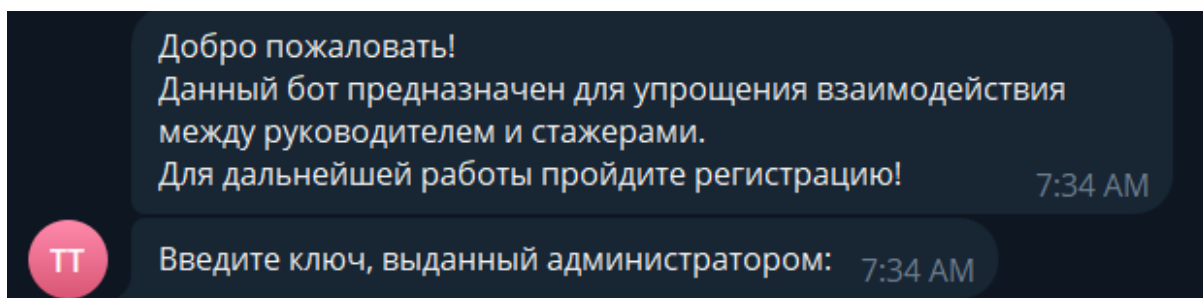 Добро пожаловать!
Данный бот предназначен для упрощения взаимодействия
между руководителем и стажерами.
Для дальнейшей работы пройдите регистрацию!
7:34 AM
ТТ
Введите ключ, выданный администратором:
7:34 AM